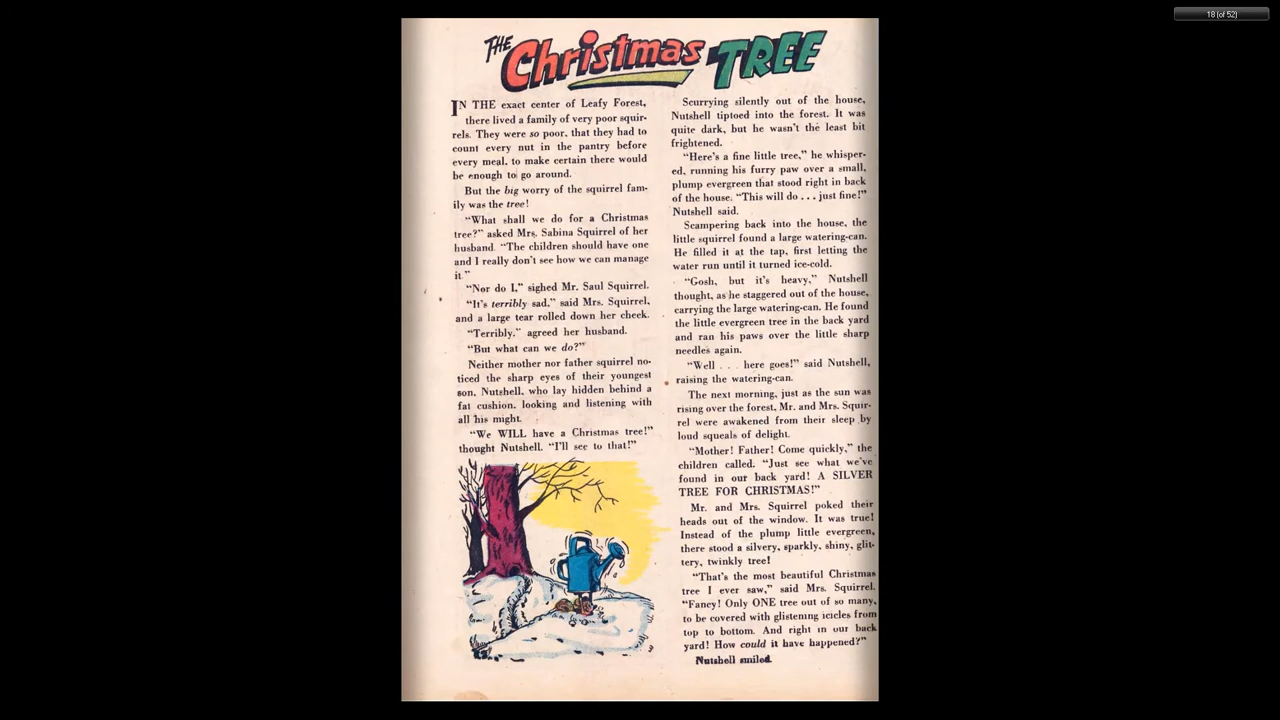 18 (of 52)
THE Christmas TREE
IN THE exact center of Leafy Forest,
there lived a family of very poor squir-
rels. They were so poor, that they had to
count every nut in the pantry before
every meal, to make certain there would
be enough to go around.
But the big worry of the squirrel fam-
ily was the tree!
"What shall we do for a Christmas
tree?" asked Mrs. Sabina Squirrel of her
husband. "The children should have one
and I really don't see how we can manage
it."
"Nor do I," sighed Mr. Saul Squirrel.
"It's terribly sad," said Mrs. Squirrel,
and a large tear rolled down her cheek.
"Terribly," agreed her husband.
"But what can we do?"
Neither mother nor father squirrel no-
ticed the sharp eyes of their youngest
son, Nutshell, who lay hidden behind a
fat cushion, looking and listening with
all his might.
"We WILL have a Christmas tree!"
thought Nutshell. "I'll see to that!"
Scurrying silently out of the house,
Nutshell tiptoed into the forest. It was
quite dark, but he wasn't the least bit
frightened.
"Here's a fine little tree," he whisper-
ed, running his furry paw over a small,
plump evergreen that stood right in back
of the house. "This will do . . . just fine!"
Nutshell said.
Scampering back into the house, the
little squirrel found a large watering-can.
He filled it at the tap, first letting the
water run until it turned ice-cold.
"Gosh, but it's heavy," Nutshell
thought, as he staggered out of the house,
carrying the large watering-can. He found
the little evergreen tree in the back yard
and ran his paws over the little sharp
needles again.
"Well . . . here goes!" said Nutshell,
raising the watering-can.
The next morning, just as the sun was
rising over the forest, Mr. and Mrs. Squir-
rel were awakened from their sleep by
loud squeals of delight.
"Mother! Father! Come quickly," the
children called. "Just see what we've
found in our back yard! A SILVER
TREE FOR CHRISTMAS!"
Mr. and Mrs. Squirrel poked their
heads out of the window. It was true!
Instead of the plump little evergreen,
there stood a silvery, sparkly, shiny, glit-
tery, twinkly tree!
"That's the most beautiful Christmas
tree I ever saw," said Mrs. Squirrel.
"Fancy! Only ONE tree out of so many,
to be covered with glistening icicles from
top to bottom. And right in our back
yard! How could it have happened?"
Nutshell smiled.